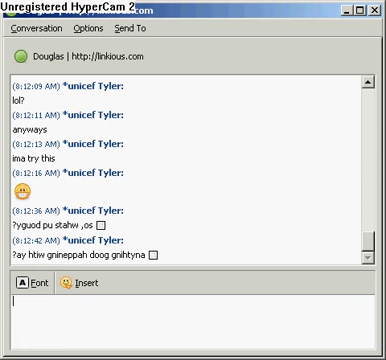 Unregistered HyperCam 2
Conversation Options Send To
Douglas | http://linkious.com
(8:12:09 AM) *unicef Tyler:
lol?
(8:12:11 AM) *unicef Tyler:
anyways
(8:12:13 AM) *unicef Tyler:
ima try this
(8:12:16 AM) *unicef Tyler:
(8:12:36 AM) *unicef Tyler:
?yguod pu stahw ,os
(8:12:42 AM) *unicef Tyler:
?ay htiw gnineppah doog gnihtyna
A Font Insert